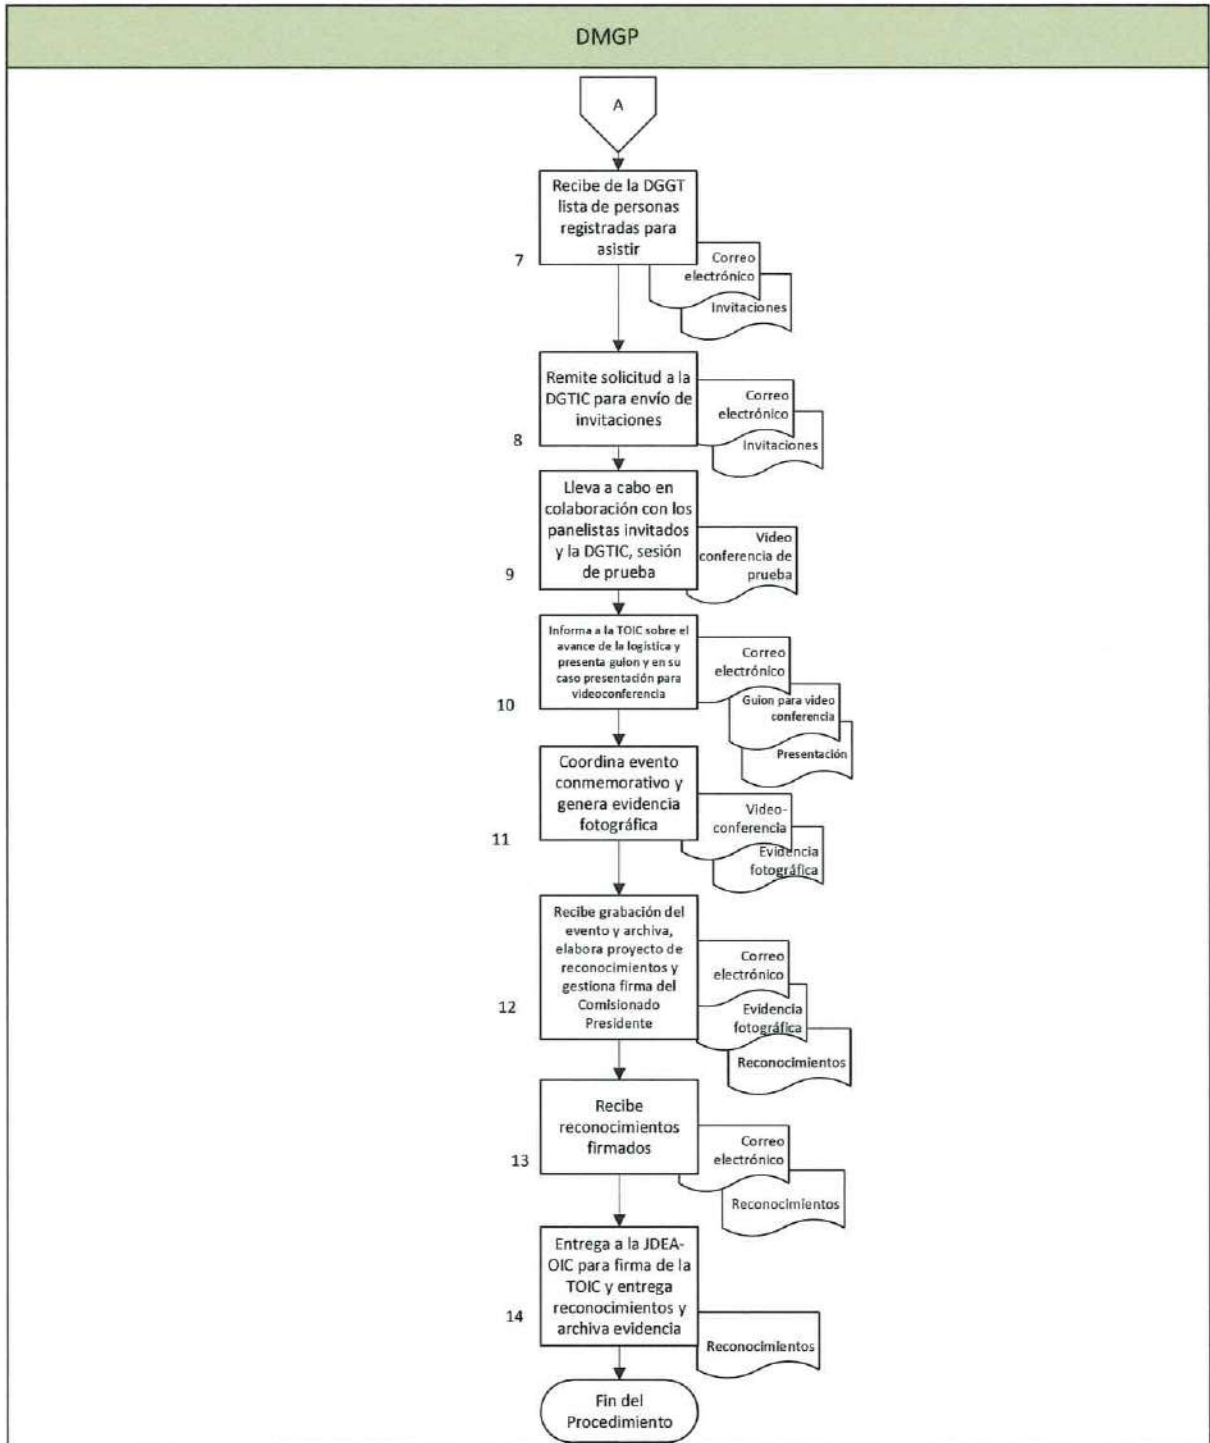 DMGP
A
Recibe de la DGGT
lista de personas
registradas para
asistir
7
Correo
electrónico
Invitaciones
Remite solicitud a la
DGTIC para envío de
invitaciones
8
Correo
electrónico
Invitaciones
Lleva a cabo en
colaboración con los
panelistas invitados
y la DGTIC, sesión
de prueba
9
Video
conferencia de
prueba
Informa a la TOIC sobre el
avance de la logística y
presenta guion y en su
caso presentación para
videoconferencia
10
Correo
electrónico
Guion para video
conferencia
Presentación
Coordina evento
conmemorativo y
genera evidencia
fotográfica
11
Video-
conferencia
Evidencia
fotográfica
Recibe grabación del
evento y archiva,
elabora proyecto de
reconocimientos y
gestiona firma del
Comisionado
Presidente
12
Correo
electrónico
Evidencia
fotográfica
Reconocimientos
Recibe
reconocimientos
firmados
13
Correo
electrónico
Reconocimientos
Entrega a la JDEA-
OIC para firma de la
TOIC y entrega
reconocimientos y
archiva evidencia
14
Reconocimientos
Fin del
Procedimiento